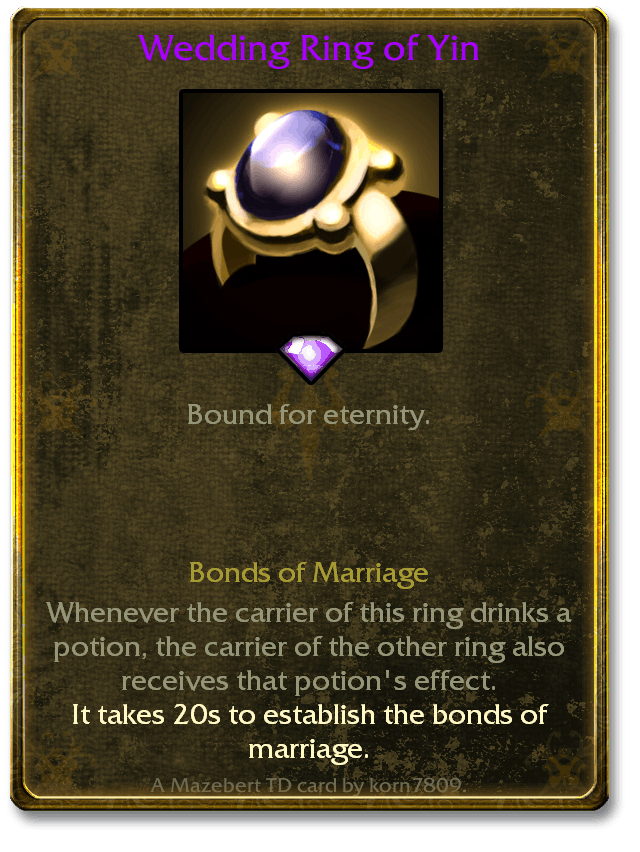 Wedding Ring of Yin
Bound for eternity.
Bonds of Marriage
Whenever the carrier of this ring drinks a
potion, the carrier of the other ring also
receives that potion's effect.
It takes 20s to establish the bonds of
marriage.
A Mazebert TD card by korn7809.